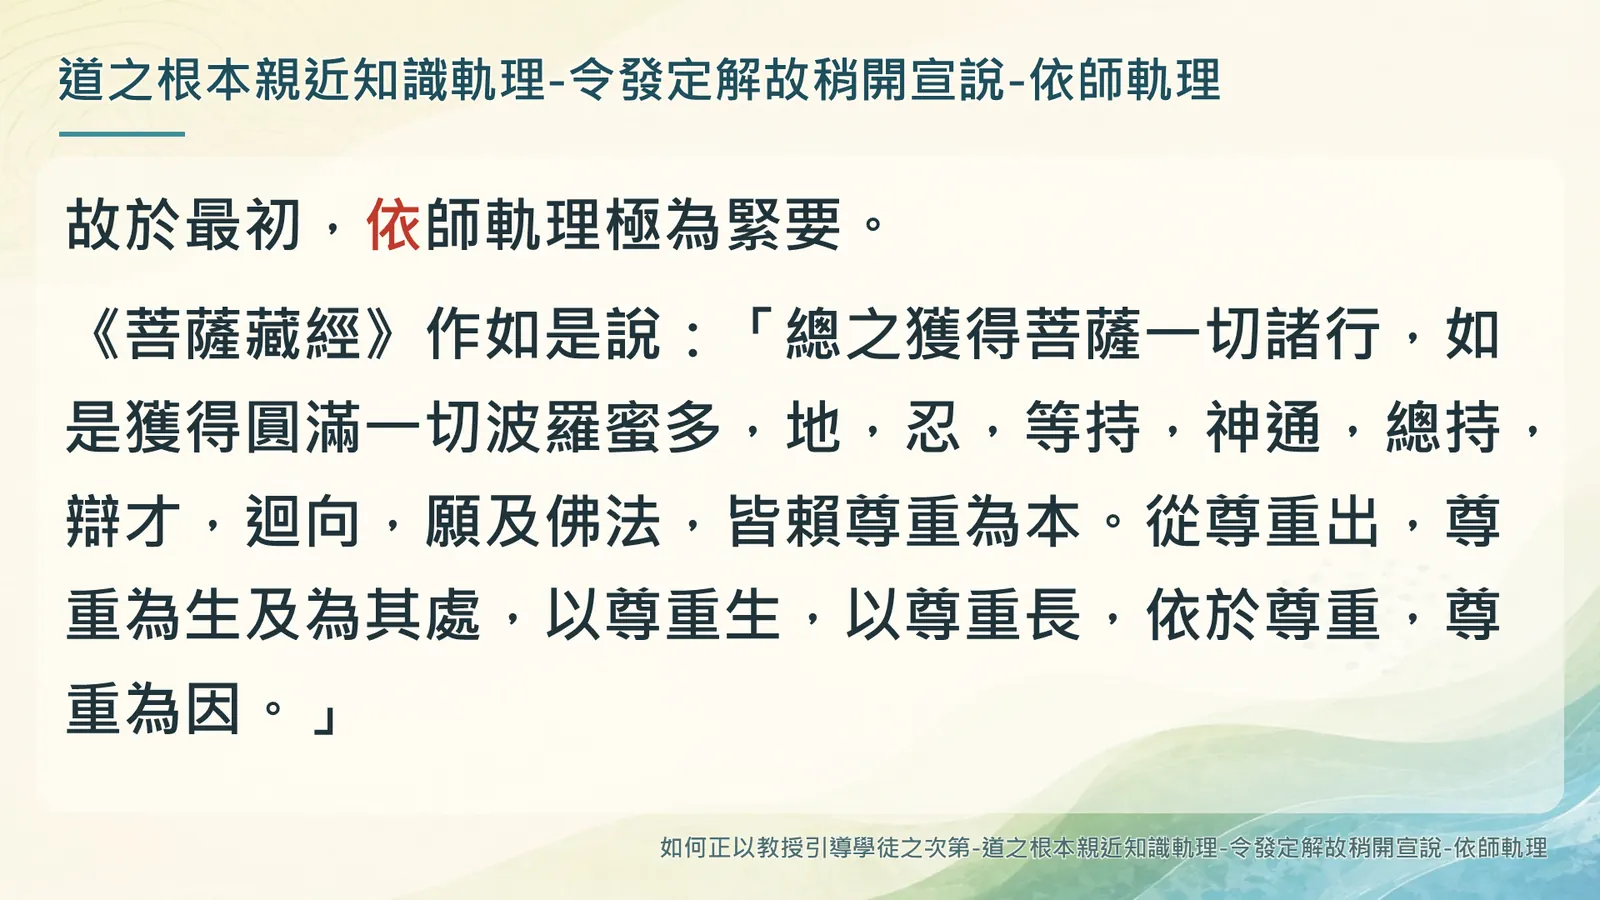 道之根本親近知識軌理-令發定解故稍開宣說-依師軌理
故於最初，依師軌理極為緊要。
《菩薩藏經》作如是說：「總之獲得菩薩一切諸行，如
是獲得圓滿一切波羅蜜多，地，忍，等持，神通，總持，
辯才，迴向，願及佛法，皆賴尊重為本。從尊重出，尊
重為生及為其處，以尊重生，以尊重長，依於尊重，尊
重為因。」
如何正以教授引導學徒之次第-道之根本親近知識軌理-令發定解故稍開宣說-依師軌理